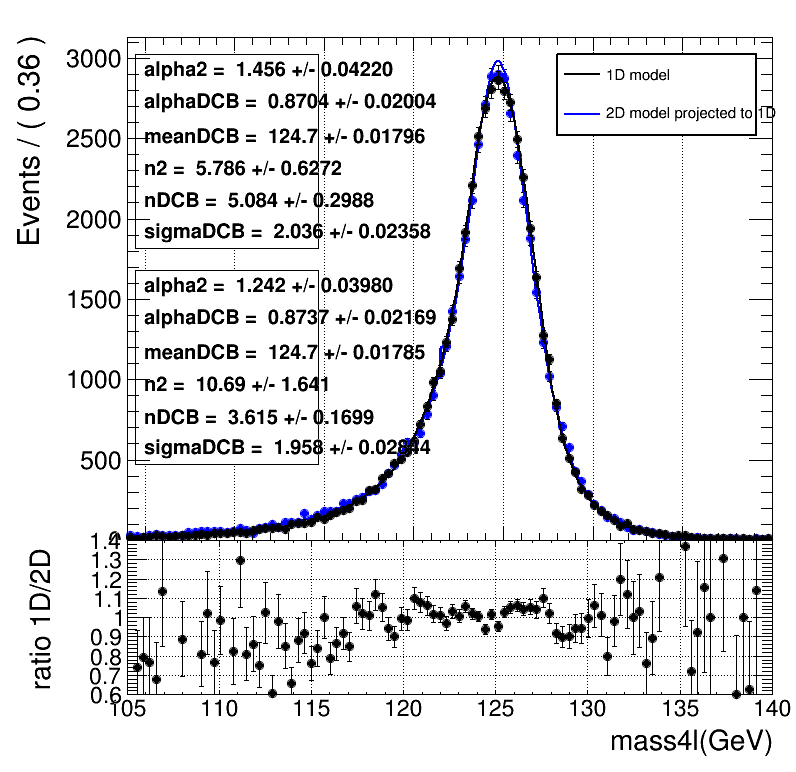 Events / ( 0.36 )
3000
2500
2000
1500
1000
500
0
alpha2 = 1.456 +/- 0.04220
alphaDCB = 0.8704 +/- 0.02004
meanDCB = 124.7 +/- 0.01796
n2 = 5.786 +/- 0.6272
nDCB = 5.084 +/- 0.2988
sigmaDCB = 2.036 +/- 0.02358
alpha2 = 1.242 +/- 0.03980
alphaDCB = 0.8737 +/- 0.02169
meanDCB = 124.7 +/- 0.01785
n2 = 10.69 +/- 1.641
nDCB = 3.615 +/- 0.1699
sigmaDCB = 1.958 +/-
1D model
2D model projected to 1D
ratio 1D/2D
1.4
1.3
1.2
1.1
1
0.9
0.8
0.7
0.6
105 110 115 120 125 130 135 140
mass4l(GeV)